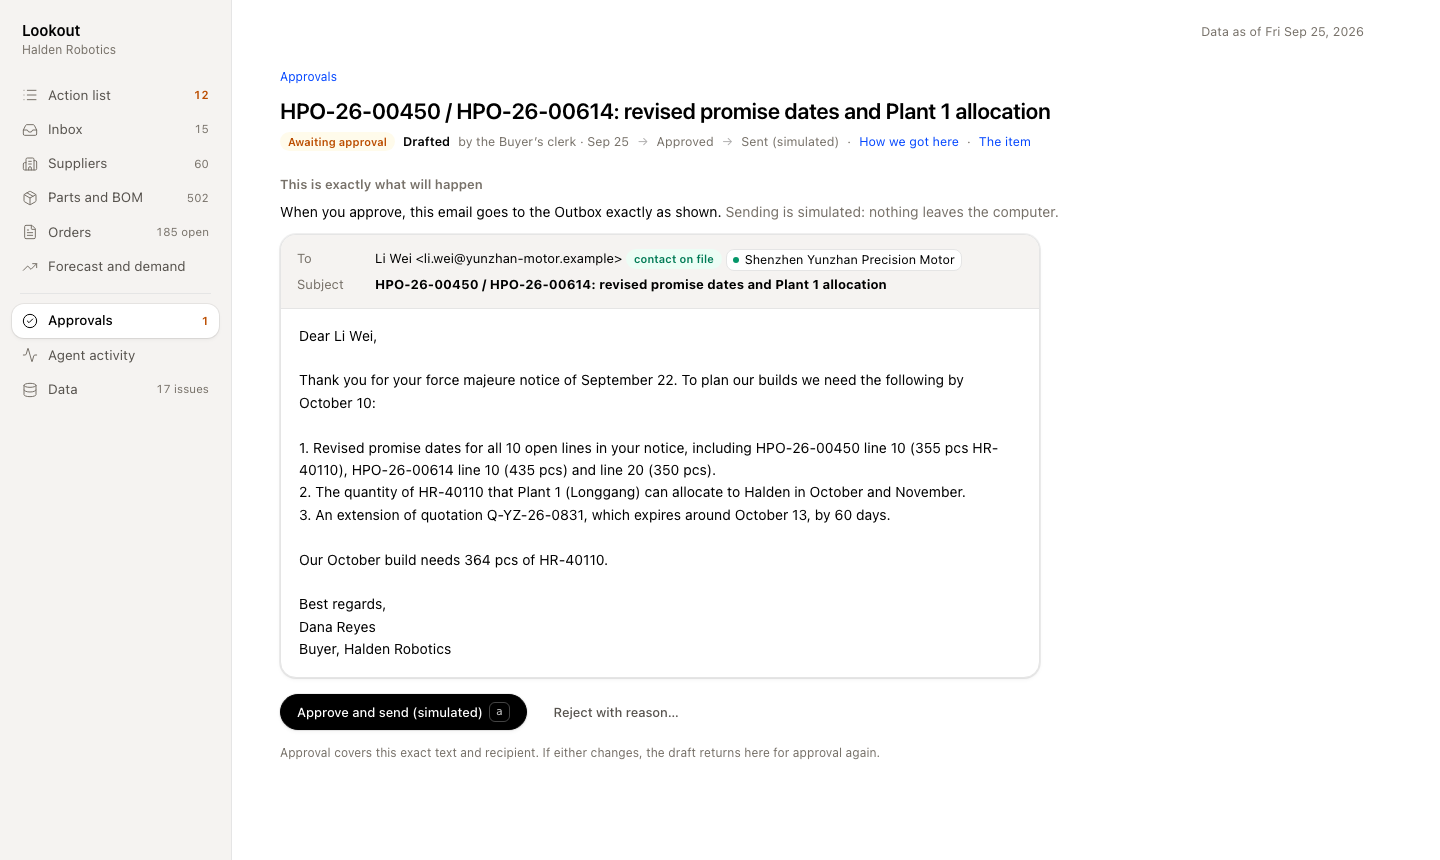 Lookout
Halden Robotics
Action list 12
Inbox 15
Suppliers 60
Parts and BOM 502
Orders 185 open
Forecast and demand
Approvals 1
Agent activity
Data 17 issues
Data as of Fri Sep 25, 2026
Approvals
HPO-26-00450 / HPO-26-00614: revised promise dates and Plant 1 allocation
Awaiting approval Drafted by the Buyer's clerk · Sep 25 → Approved → Sent (simulated) · How we got here · The item
This is exactly what will happen
When you approve, this email goes to the Outbox exactly as shown. Sending is simulated: nothing leaves the computer.
To Li Wei <li.wei@yunzhan-motor.example> contact on file Shenzhen Yunzhan Precision Motor
Subject HPO-26-00450 / HPO-26-00614: revised promise dates and Plant 1 allocation
Dear Li Wei,
Thank you for your force majeure notice of September 22. To plan our builds we need the following by
October 10:
1. Revised promise dates for all 10 open lines in your notice, including HPO-26-00450 line 10 (355 pcs HR-
40110), HPO-26-00614 line 10 (435 pcs) and line 20 (350 pcs).
2. The quantity of HR-40110 that Plant 1 (Longgang) can allocate to Halden in October and November.
3. An extension of quotation Q-YZ-26-0831, which expires around October 13, by 60 days.
Our October build needs 364 pcs of HR-40110.
Best regards,
Dana Reyes
Buyer, Halden Robotics
Approve and send (simulated) a
Reject with reason...
Approval covers this exact text and recipient. If either changes, the draft returns here for approval again.